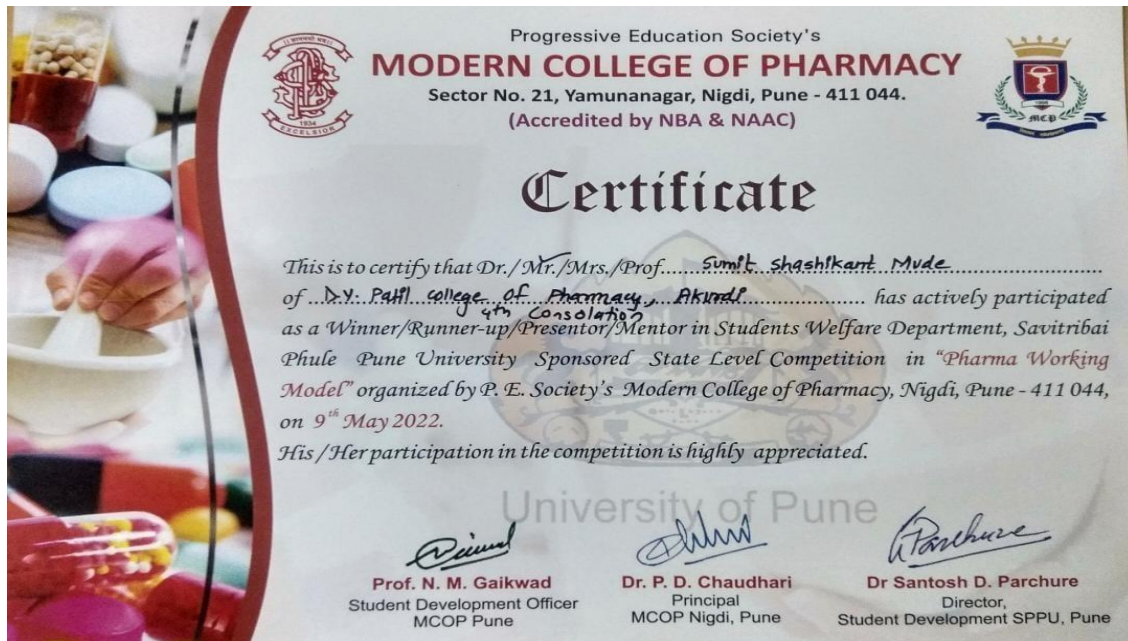 Progressive Education Society's
MODERN COLLEGE OF PHARMACY
Sector No. 21, Yamunanagar, Nigdi, Pune - 411 044.
(Accredited by NBA & NAAC)
1934
EXCELSIOR
MCP
Certificate
This is to certify that Dr./Mr./Mrs./Prof....... Sumit Shashikant Mude.......................
of ... D.Y. Patil college of Pharmacy, Akurdi ................. has actively participated
4th Consolation
as a Winner/Runner-up/Presentor/Mentor in Students Welfare Department, Savitribai
Phule Pune University Sponsored State Level Competition in “Pharma Working
Model” organized by P. E. Society’s Modern College of Pharmacy, Nigdi, Pune - 411 044,
on 9th May 2022.
His / Her participation in the competition is highly appreciated.
University of Pune
Prof. N. M. Gaikwad
Student Development Officer
MCOP Pune
Dr. P. D. Chaudhari
Principal
MCOP Nigdi, Pune
Dr Santosh D. Parchure
Director,
Student Development SPPU, Pune